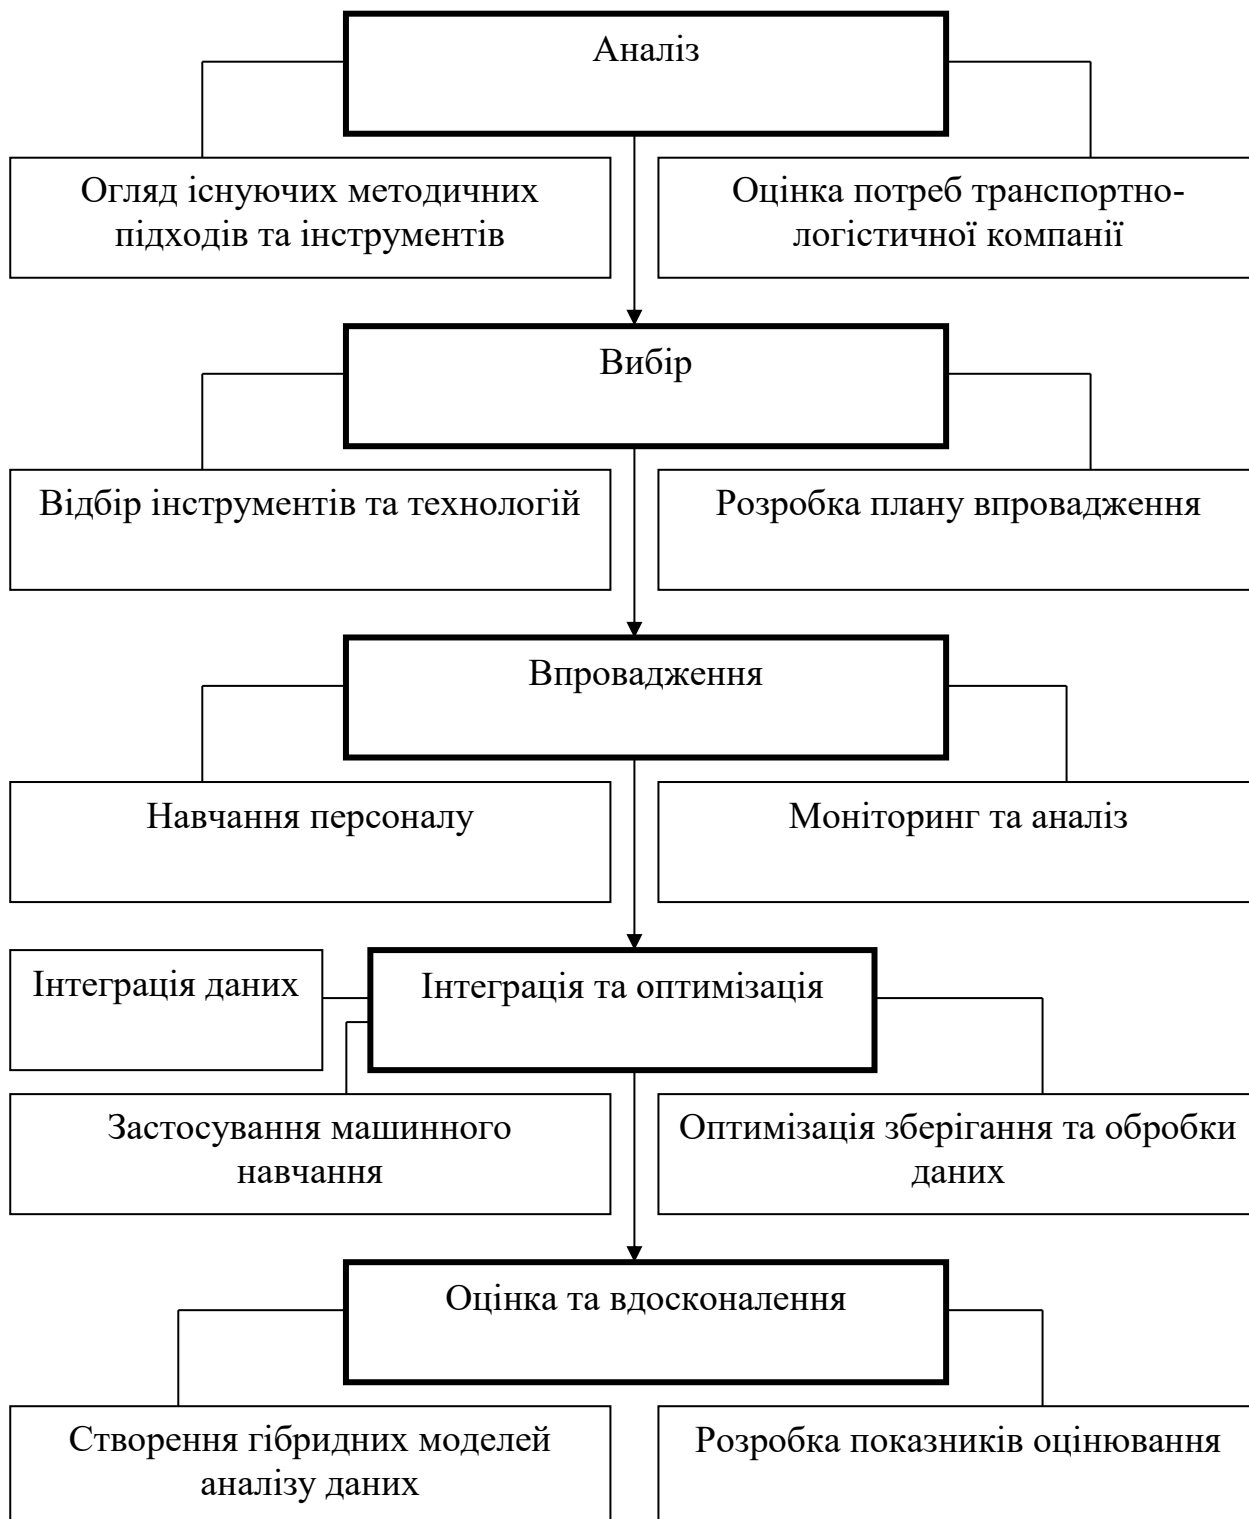 Аналіз
Огляд існуючих методичних
підходів та інструментів
Оцінка потреб транспортно-
логістичної компанії
Вибір
Відбір інструментів та технологій
Розробка плану впровадження
Впровадження
Навчання персоналу
Моніторинг та аналіз
Інтеграція даних
Інтеграція та оптимізація
Застосування машинного
навчання
Оптимізація зберігання та обробки
даних
Оцінка та вдосконалення
Створення гібридних моделей
аналізу даних
Розробка показників оцінювання